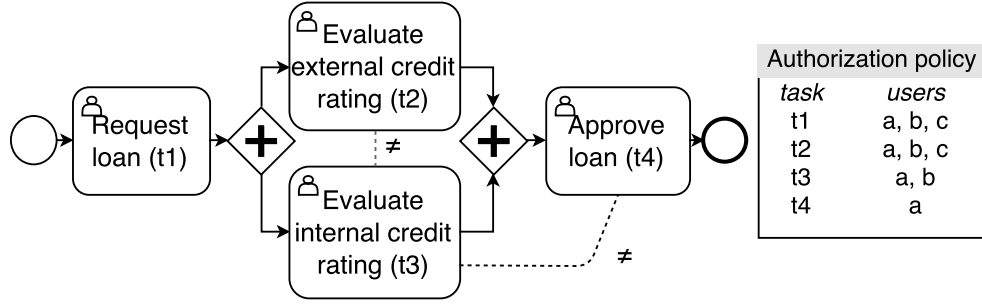 Request
loan (t1)
Evaluate
external credit
rating (t2)
≠
Evaluate
internal credit
rating (t3)
Approve
loan (t4)
≠
Authorization policy
task users
t1 a, b, c
t2 a, b, c
t3 a, b
t4 a